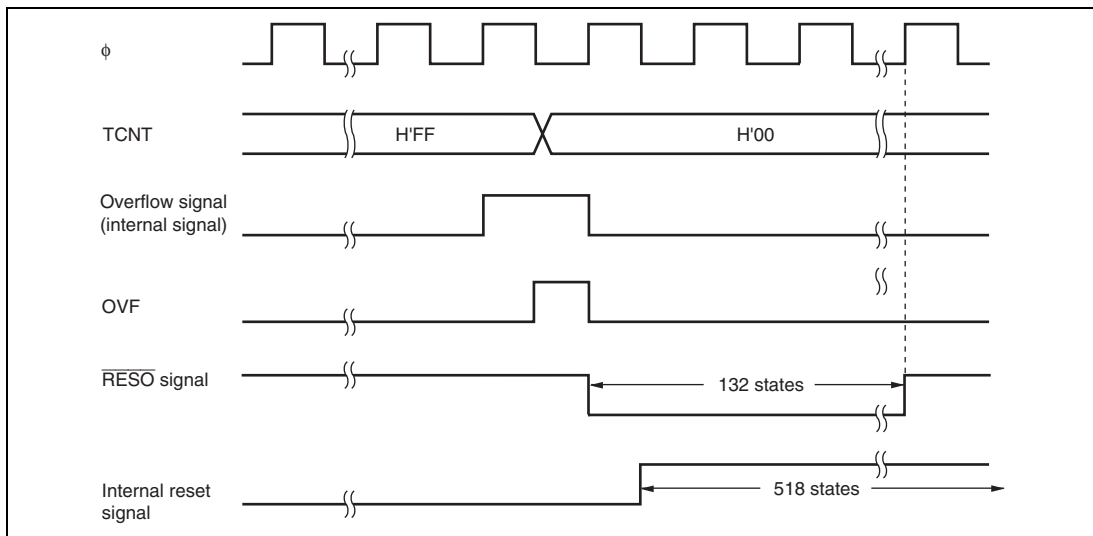 ϕ
TCNT
H'FF
H'00
Overflow signal
(internal signal)
OVF
RESO signal
132 states
Internal reset
signal
518 states